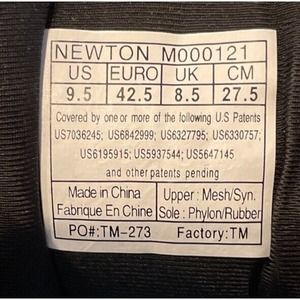 NEWTON M000121
US EURO UK CM
9.5 42.5 8.5 27.5
Covered by one or more of the following U.S Patents
US7036245; US6842999; US6327795; US6330757;
US6195915; US5937544; US5647145
and other patents pending
Made in China Upper : Mesh/Syn.
Fabrique En Chine Sole : Phylon/Rubber
PO#: TM-273 Factory: TM